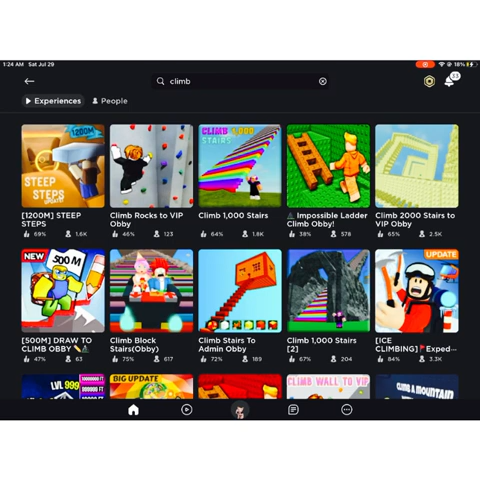 1:24 AM Sat Jul 29
18%
climb
33
Experiences
People
1200M
STEEP
STEPS
UPDATE!
CLIMB 1,000
STAIRS
[1200M] STEEP
STEPS
69% 1.6K
Climb Rocks to VIP
Obby
46% 123
Climb 1,000 Stairs
64% 1.8K
Impossible Ladder
Climb Obby!
38% 578
Climb 2000 Stairs to
VIP Obby
65% 2.5K
NEW
500 M
UPDATE
[500M] DRAW TO
CLIMB OBBY
47% 63
Climb Block
Stairs(Obby)
75% 617
Climb Stairs To
Admin Obby
72% 189
Climb 1,000 Stairs
[2]
67% 204
[ICE
CLIMBING] Exped...
84% 3.3K
LVL 999
BIG UPDATE
CLIMB WALL TO VIP
CLIMB A MOUNTAIN